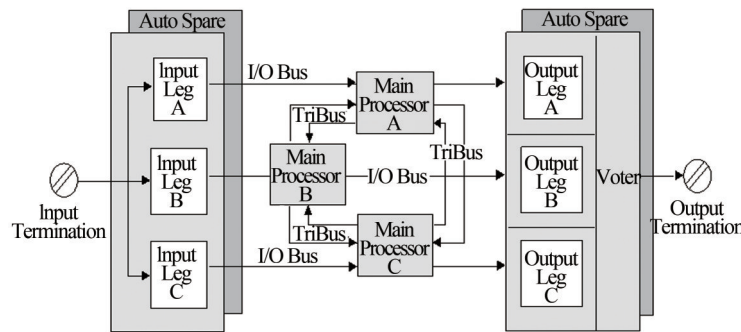 Auto Spare
Auto Spare
Input
Leg
A
I/O Bus
Main
Processor
A
Output
Leg
A
TriBus
TriBus
Input
Leg
B
Main
Processor
B
I/O Bus
Output
Leg
B
Voter
Input
Termination
Output
Termination
TriBus
Input
Leg
C
I/O Bus
Main
Processor
C
Output
Leg
C